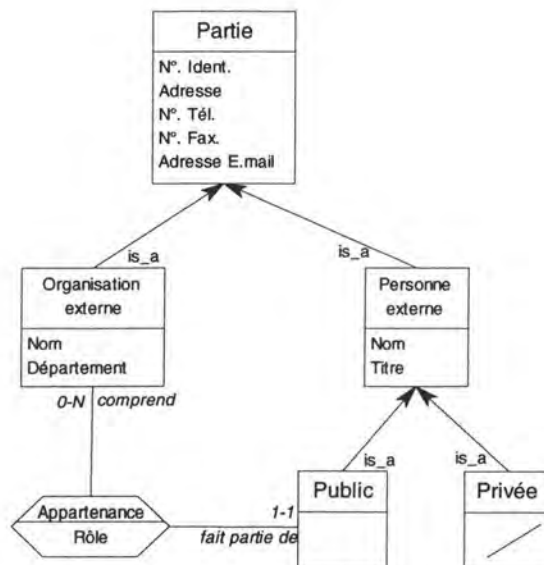 Partie
N°. Ident.
Adresse
N°. Tél.
N°. Fax.
Adresse E.mail
is_a
is_a
Organisation
externe
Nom
Département
Personne
externe
Nom
Titre
0-N comprend
is_a
is_a
Public
Privée
Appartenance
Rôle
1-1
fait partie de